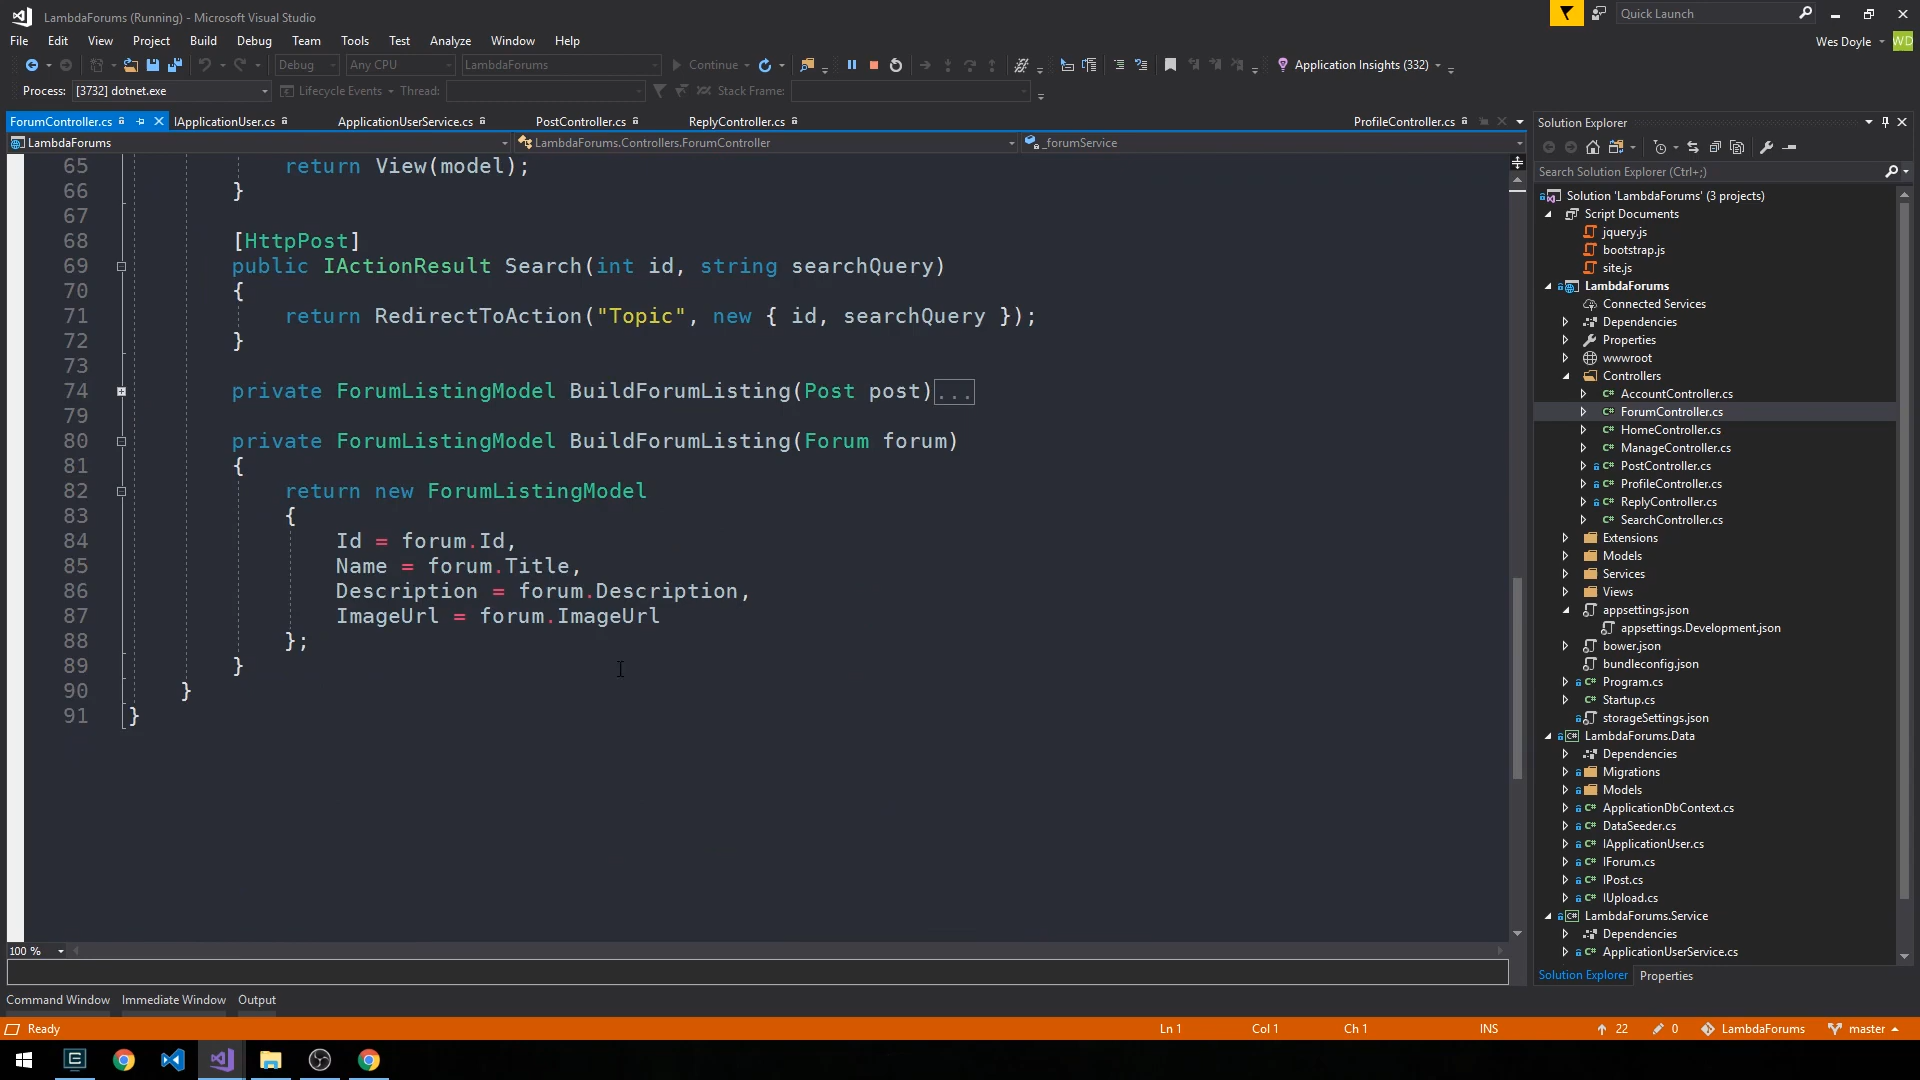 LambdaForums (Running) - Microsoft Visual Studio
Quick Launch
File Edit View Project Build Debug Team Tools Test Analyze Window Help
Wes Doyle WD
Debug Any CPU LambdaForums Continue Application Insights (332)
Process: [3732] dotnet.exe Lifecycle Events Thread: Stack Frame:
ForumController.cs IApplicationUser.cs ApplicationUserService.cs PostController.cs ReplyController.cs ProfileController.cs
LambdaForums LambdaForums.Controllers.ForumController _forumService
65 return View(model);
66 }
67
68 [HttpPost]
69 public IActionResult Search(int id, string searchQuery)
70 {
71 return RedirectToAction("Topic", new { id, searchQuery });
72 }
73
74 private ForumListingModel BuildForumListing(Post post)...
79
80 private ForumListingModel BuildForumListing(Forum forum)
81 {
82 return new ForumListingModel
83 {
84 Id = forum.Id,
85 Name = forum.Title,
86 Description = forum.Description,
87 ImageUrl = forum.ImageUrl
88 };
89 }
90 }
91 }
100 %
Command Window Immediate Window Output
Solution Explorer
Search Solution Explorer (Ctrl+;)
Solution 'LambdaForums' (3 projects)
Script Documents
jquery.js
bootstrap.js
site.js
LambdaForums
Connected Services
Dependencies
Properties
wwwroot
Controllers
C# AccountController.cs
C# ForumController.cs
C# HomeController.cs
C# ManageController.cs
C# PostController.cs
C# ProfileController.cs
C# ReplyController.cs
C# SearchController.cs
Extensions
Models
Services
Views
appsettings.json
appsettings.Development.json
bower.json
bundleconfig.json
C# Program.cs
C# Startup.cs
storageSettings.json
C# LambdaForums.Data
Dependencies
Migrations
Models
C# ApplicationDbContext.cs
C# DataSeeder.cs
C# IApplicationUser.cs
C# IForum.cs
C# IPost.cs
C# IUpload.cs
C# LambdaForums.Service
Dependencies
C# ApplicationUserService.cs
Solution Explorer Properties
Ready Ln 1 Col 1 Ch 1 INS 22 0 LambdaForums master